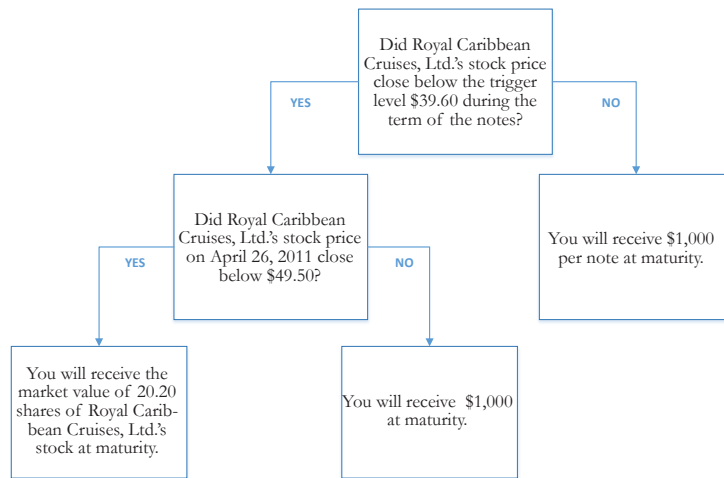 Did Royal Caribbean
Cruises, Ltd.'s stock price
close below the trigger
level $39.60 during the
term of the notes?
YES
NO
Did Royal Caribbean
Cruises, Ltd.'s stock price
on April 26, 2011 close
below $49.50?
You will receive $1,000
per note at maturity.
YES
NO
You will receive the
market value of 20.20
shares of Royal Carib-
bean Cruises, Ltd.'s
stock at maturity.
You will receive $1,000
at maturity.